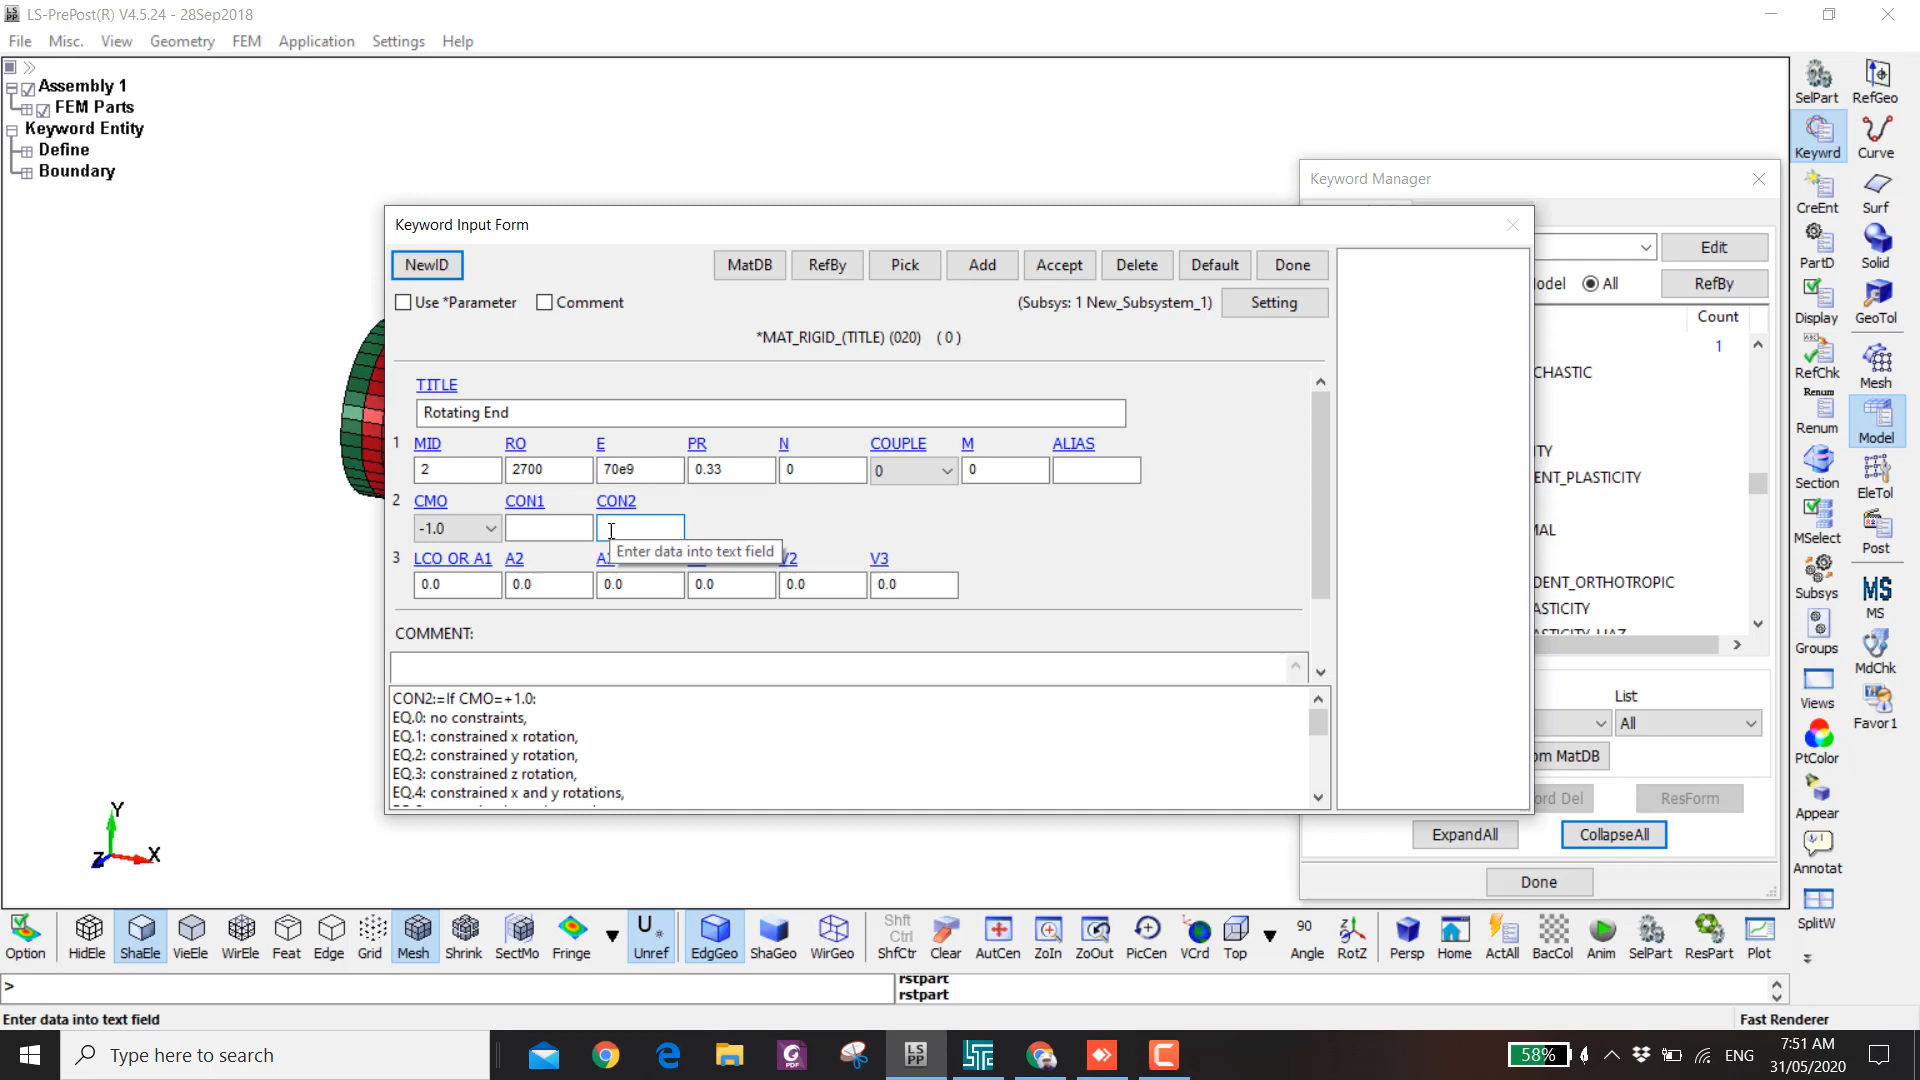 LS-PrePost(R) V4.5.24 - 28Sep2018
File Misc. View Geometry FEM Application Settings Help
Assembly 1
FEM Parts
Keyword Entity
Define
Boundary
Keyword Manager
Edit
All
RefBy
Count
1
CHASTIC
ENT_PLASTICITY
DENT_ORTHOTROPIC
List
All
om MatDB
ord Del
ResForm
ExpandAll
CollapseAll
Done
Keyword Input Form
NewID MatDB RefBy Pick Add Accept Delete Default Done
Use *Parameter Comment (Subsys: 1 New_Subsystem_1) Setting
*MAT_RIGID_(TITLE) (020) ( 0 )
TITLE
Rotating End
1 MID RO E PR N COUPLE M ALIAS
2 2700 70e9 0.33 0 0 0
2 CMO CON1 CON2
-1.0
Enter data into text field
3 LCO OR A1 A2 V3
0.0 0.0 0.0 0.0 0.0 0.0
COMMENT:
CON2:=If CMO=+1.0:
EQ.0: no constraints,
EQ.1: constrained x rotation,
EQ.2: constrained y rotation,
EQ.3: constrained z rotation,
EQ.4: constrained x and y rotations,
SelPart RefGeo
Keywrd Curve
CreEnt Surf
PartD Solid
Display GeoTol
RefChk Mesh
Renum Model
Section EleTol
MSelect Post
Subsys MS
Groups MdChk
Views Favor1
PtColor
Appear
Annotat
SplitW
Y
Z X
Option HidEle ShaEle VieEle WirEle Feat Edge Grid Mesh Shrink SectMo Fringe Unref EdgGeo ShaGeo WirGeo ShfCtr Clear AutCen ZoIn ZoOut PicCen VCrd Top Angle RotZ Persp Home ActAll BacCol Anim SelPart ResPart Plot
Shft
Ctrl
90
>
rstpart
rstpart
Enter data into text field
Fast Renderer
Type here to search
58%
ENG
7:51 AM
31/05/2020